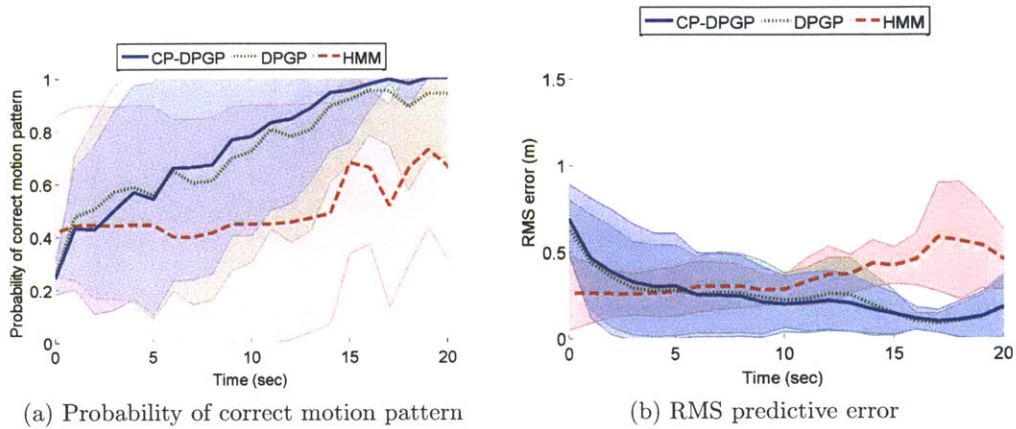 CP-DPGP DPGP HMM
Probability of correct motion pattern
1
0.8
0.6
0.4
0.2
0
0 5 10 15 20
Time (sec)
(a) Probability of correct motion pattern
CP-DPGP DPGP HMM
RMS error (m)
1.5
1
0.5
0
0 5 10 15 20
Time (sec)
(b) RMS predictive error